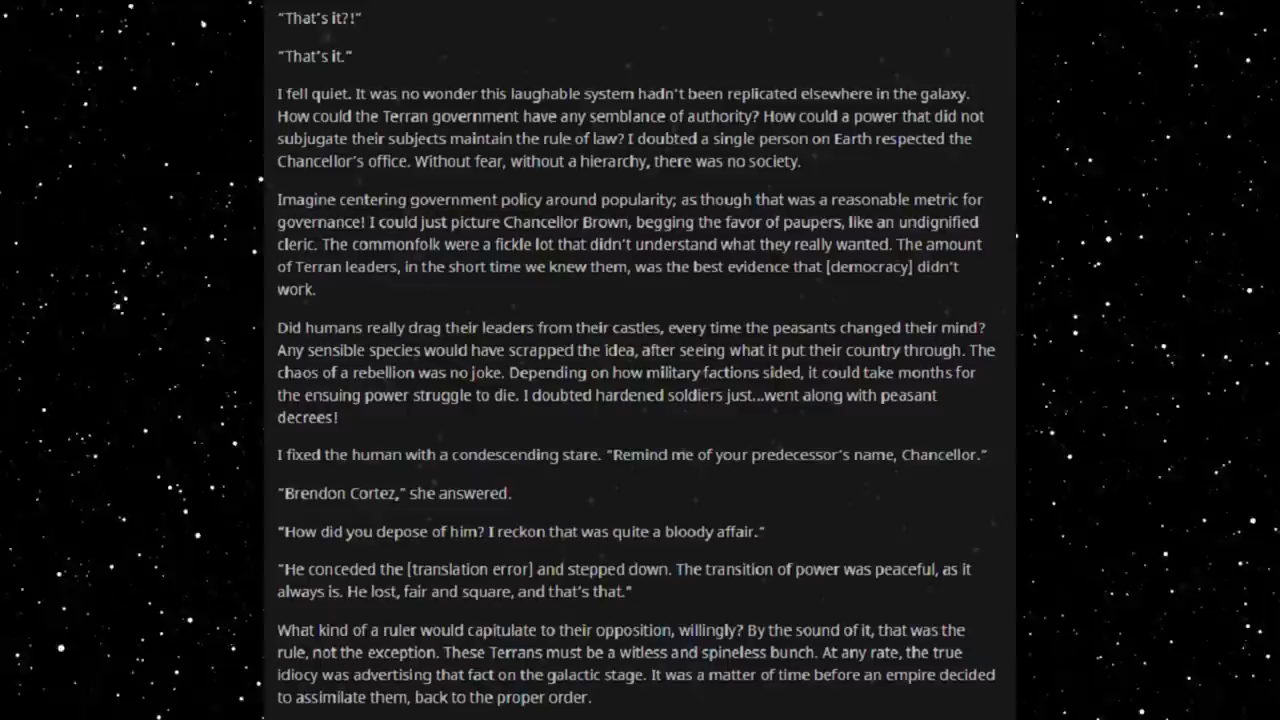 “That’s it?!”
“That’s it.”
I fell quiet. It was no wonder this laughable system hadn’t been replicated elsewhere in the galaxy.
How could the Terran government have any semblance of authority? How could a power that did not
subjugate their subjects maintain the rule of law? I doubted a single person on Earth respected the
Chancellor’s office. Without fear, without a hierarchy, there was no society.
Imagine centering government policy around popularity; as though that was a reasonable metric for
governance! I could just picture Chancellor Brown, begging the favor of paupers, like an undignified
cleric. The commonfolk were a fickle lot that didn’t understand what they really wanted. The amount
of Terran leaders, in the short time we knew them, was the best evidence that [democracy] didn’t
work.
Did humans really drag their leaders from their castles, every time the peasants changed their mind?
Any sensible species would have scrapped the idea, after seeing what it put their country through. The
chaos of a rebellion was no joke. Depending on how military factions sided, it could take months for
the ensuing power struggle to die. I doubted hardened soldiers just...went along with peasant
decrees!
I fixed the human with a condescending stare. “Remind me of your predecessor’s name, Chancellor.”
“Brendon Cortez,” she answered.
“How did you depose of him? I reckon that was quite a bloody affair.”
“He conceded the [translation error] and stepped down. The transition of power was peaceful, as it
always is. He lost, fair and square, and that’s that.”
What kind of a ruler would capitulate to their opposition, willingly? By the sound of it, that was the
rule, not the exception. These Terrans must be a witless and spineless bunch. At any rate, the true
idiocy was advertising that fact on the galactic stage. It was a matter of time before an empire decided
to assimilate them, back to the proper order.